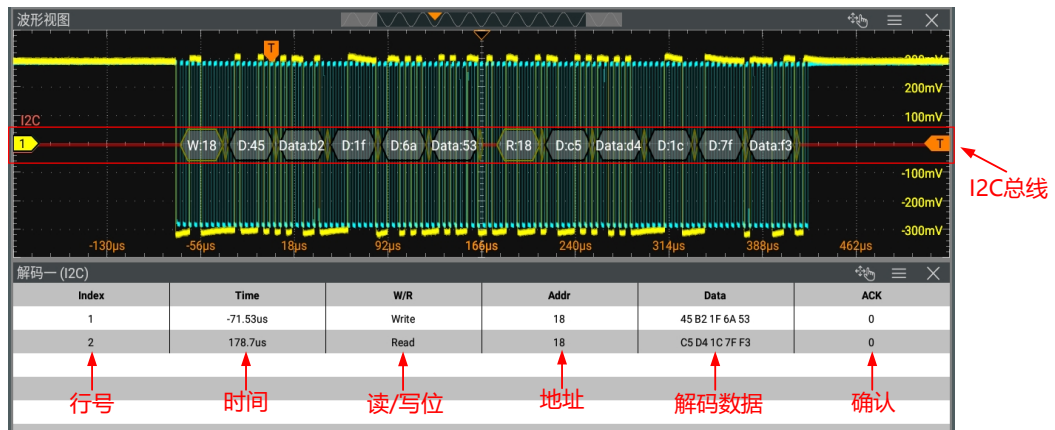 波形视图
T
200mV
I2C
100mV
1
W:18 D:45 Data:b2 D:1f D:6a Data:53 R:18 D:c5 Data:d4 D:1c D:7f Data:f3
T
-100mV
I2C总线
-200mV
-300mV
-130μs -56μs 18μs 92μs 166μs 240μs 314μs 388μs 462μs
解码一 (I2C)
Index Time W/R Addr Data ACK
1 -71.53us Write 18 45 B2 1F 6A 53 0
2 178.7us Read 18 C5 D4 1C 7F F3 0
行号 时间 读/写位 地址 解码数据 确认